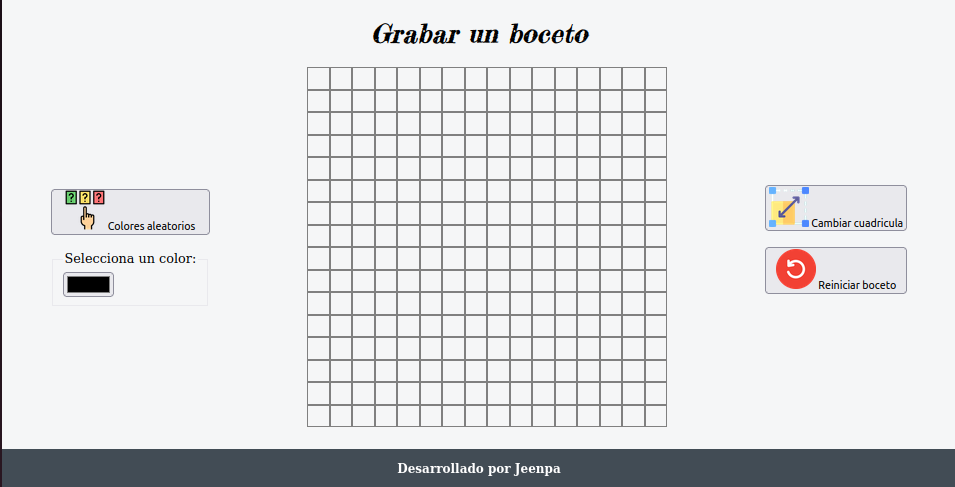 Grabar un boceto
? ? ?
Colores aleatorios
Selecciona un color:
Cambiar cuadricula
Reiniciar boceto
Desarrollado por Jeenpa